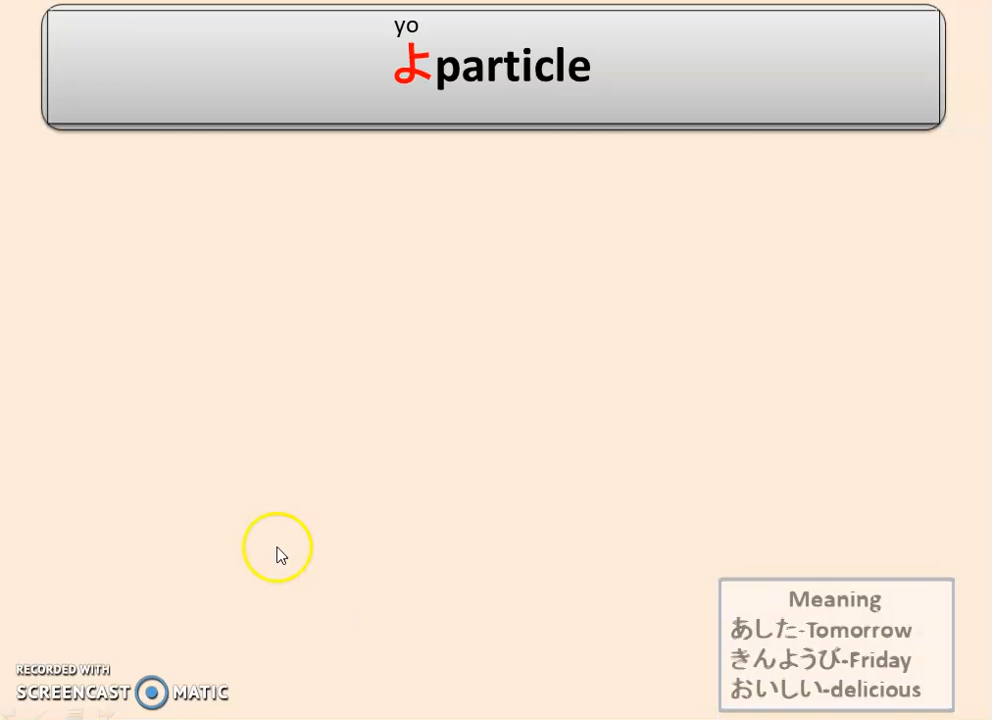 yo
よparticle
Meaning
あした-Tomorrow
きんようび-Friday
おいしい-delicious
RECORDED WITH
SCREENCAST MATIC